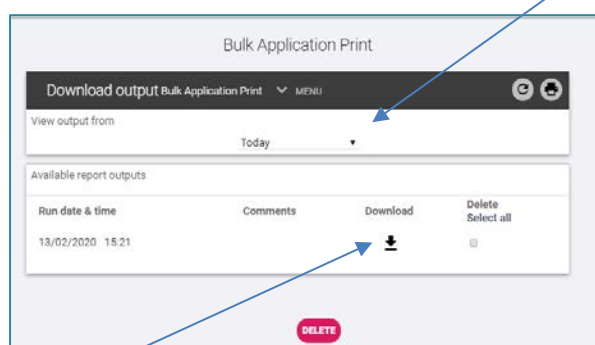 Bulk Application Print
Download output Bulk Application Print MENU
View output from
Today
Available report outputs
Run date & time Comments Download Delete
Select all
13/02/2020 15:21
DELETE